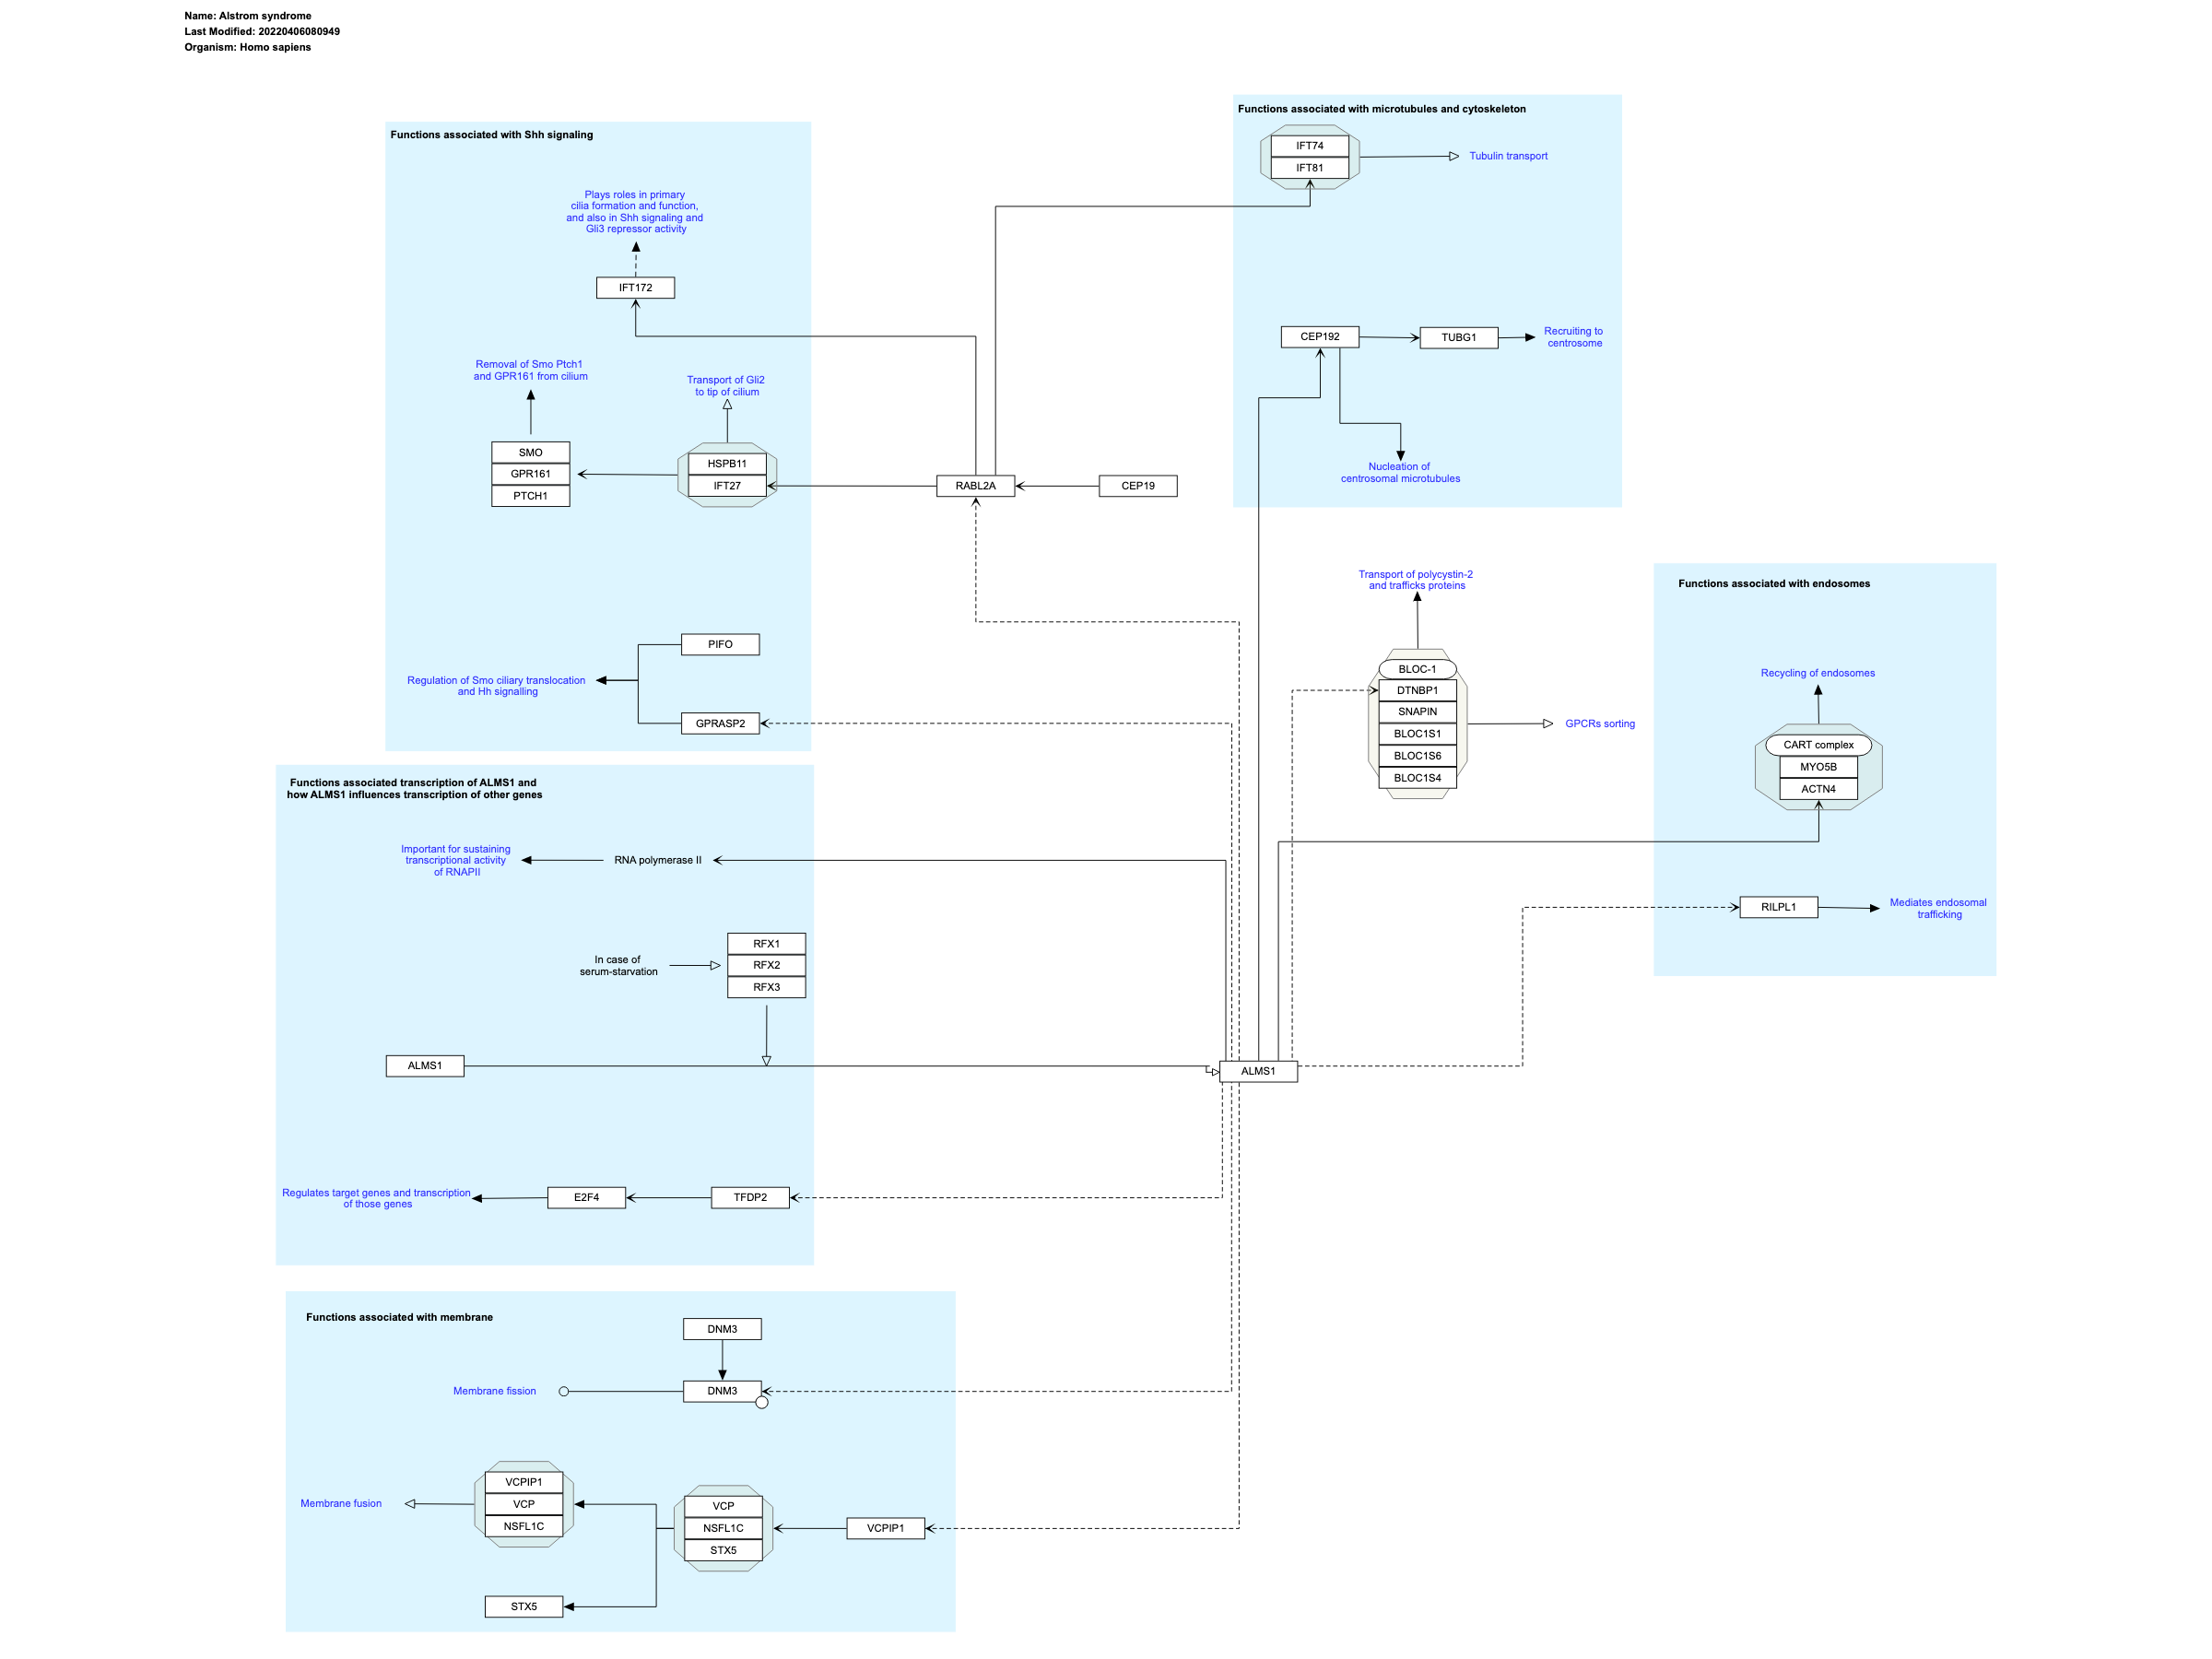 Name: Alstrom syndrome
Last Modified: 20220406080949
Organism: Homo sapiens
Functions associated with Shh signaling
Plays roles in primary
cilia formation and function,
and also in Shh signaling and
Gli3 repressor activity
IFT172
Removal of Smo Ptch1
and GPR161 from cilium
Transport of Gli2
to tip of cilium
SMO
GPR161
PTCH1
HSPB11
IFT27
RABL2A
CEP19
PIFO
Regulation of Smo ciliary translocation
and Hh signalling
GPRASP2
Functions associated with microtubules and cytoskeleton
IFT74
IFT81
Tubulin transport
CEP192
TUBG1
Recruiting to
centrosome
Nucleation of
centrosomal microtubules
Transport of polycystin-2
and trafficks proteins
BLOC-1
DTNBP1
SNAPIN
BLOC1S1
BLOC1S6
BLOC1S4
GPCRs sorting
Functions associated with endosomes
Recycling of endosomes
CART complex
MYO5B
ACTN4
RILPL1
Mediates endosomal
trafficking
Functions associated transcription of ALMS1 and
how ALMS1 influences transcription of other genes
Important for sustaining
transcriptional activity
of RNAPII
RNA polymerase II
In case of
serum-starvation
RFX1
RFX2
RFX3
ALMS1
ALMS1
Regulates target genes and transcription
of those genes
E2F4
TFDP2
Functions associated with membrane
DNM3
Membrane fission
DNM3
VCPIP1
VCP
NSFL1C
Membrane fusion
VCP
NSFL1C
STX5
VCPIP1
STX5